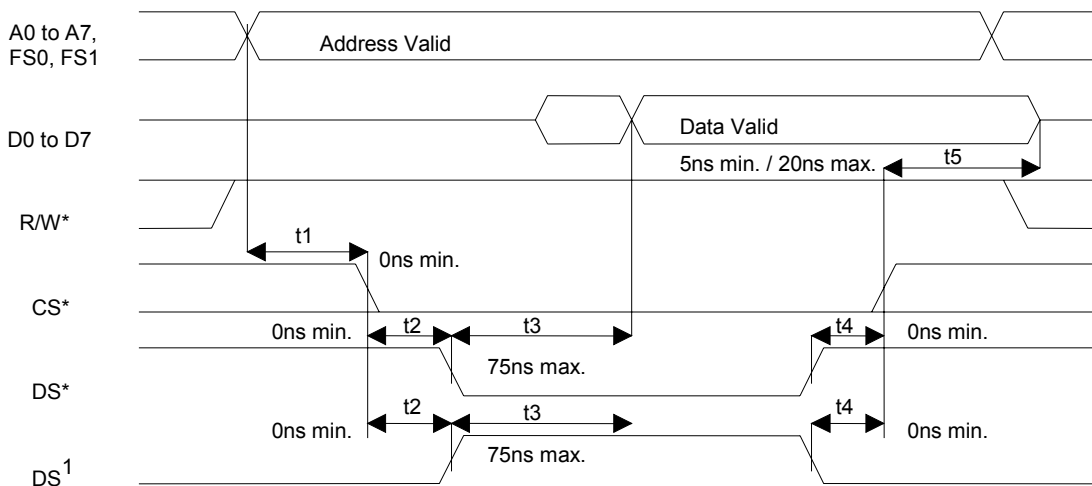 A0 to A7,
FS0, FS1
Address Valid
D0 to D7
Data Valid
5ns min. / 20ns max.
t5
R/W*
t1
0ns min.
CS*
0ns min.
t2
t3
t4
0ns min.
75ns max.
DS*
0ns min.
t2
t3
t4
0ns min.
75ns max.
DS1